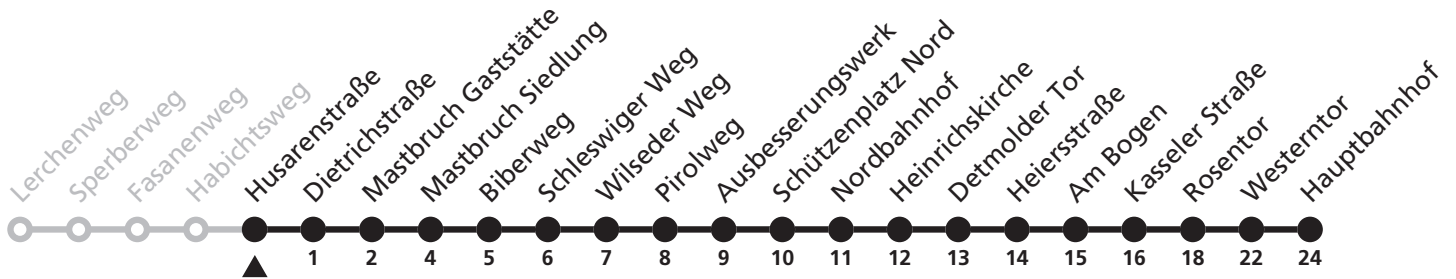 Lerchenweg
Sperberweg
Fasanenweg
Habichtsweg
Husarenstraße
Dietrichstraße
Mastbruch Gaststätte
Mastbruch Siedlung
Biberweg
Schleswiger Weg
Wilseder Weg
Pirolweg
Ausbesserungswerk
Schützenplatz Nord
Nordbahnhof
Heinrichskirche
Detmolder Tor
Heiersstraße
Am Bogen
Kasseler Straße
Rosentor
Westerntor
Hauptbahnhof
1 2 4 5 6 7 8 9 10 11 12 13 14 15 16 18 22 24